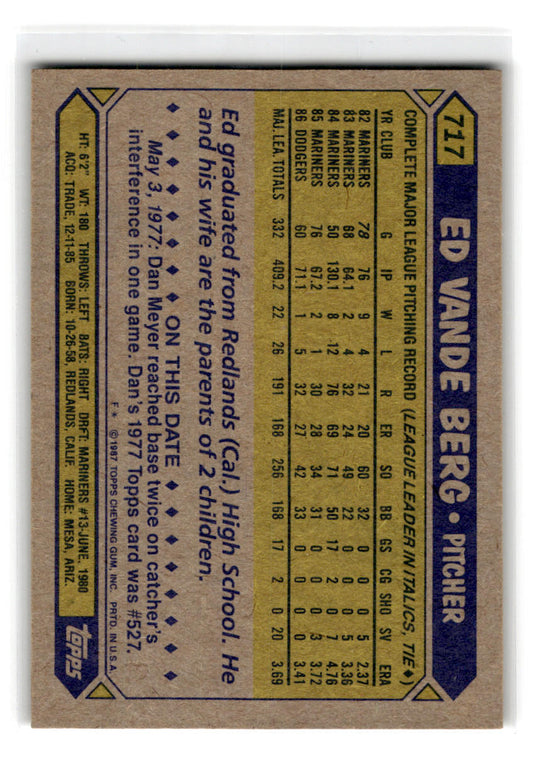 717 ED VANDE BERG • PITCHER
COMPLETE MAJOR LEAGUE PITCHING RECORD (LEAGUE LEADER IN ITALICS, TIE♦)
YR CLUB G IP W L R ER SO BB GS CG SHO SV ERA
82 MARINERS 78 76 9 4 21 20 60 32 0 0 0 5 2.37
83 MARINERS 68 64.1 2 4 32 24 49 22 0 0 0 5 3.36
84 MARINERS 50 130.1 8 12 76 69 71 50 17 2 0 7 4.76
85 MARINERS 76 67.2 2 1 30 28 34 31 0 0 0 3 3.72
86 DODGERS 60 71.1 1 5 32 27 42 33 0 0 0 0 3.41
MAJ. LEA. TOTALS 332 409.2 22 26 191 168 256 168 17 2 0 20 3.69
Ed graduated from Redlands (Cal.) High School. He
and his wife are the parents of 2 children.
♦ ♦ ♦ ♦ ♦ ON THIS DATE ♦ ♦ ♦ ♦ ♦
May 3, 1977: Dan Meyer reached base twice on catcher's
interference in one game. Dan's 1977 Topps card was #527.
F* ©1987 TOPPS CHEWING GUM, INC. PRTD. IN U.S.A.
HT: 6'2" WT: 180 THROWS: LEFT BATS: RIGHT DRFT: MARINERS #13-JUNE, 1980
ACQ: TRADE, 12-11-85 BORN: 10-26-58, REDLANDS, CALIF. HOME: MESA, ARIZ.
TOPPS